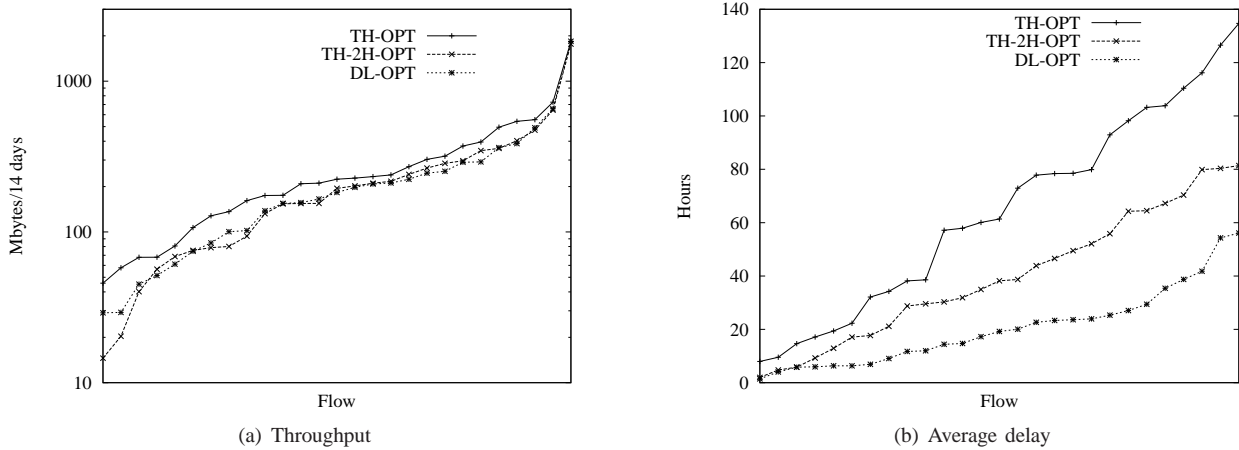 Mbytes/14 days
1000
100
10
TH-OPT
TH-2H-OPT
DL-OPT
Flow
(a) Throughput
Hours
140
120
100
80
60
40
20
0
TH-OPT
TH-2H-OPT
DL-OPT
Flow
(b) Average delay